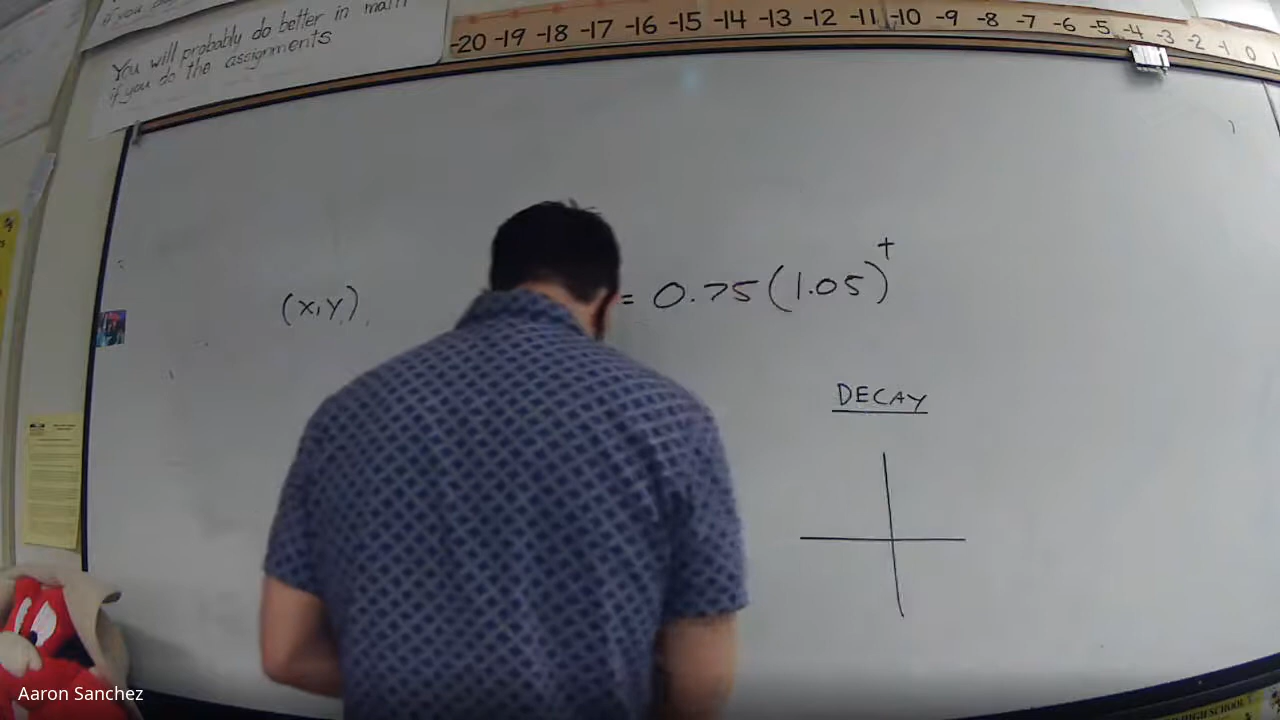 You will probably do better in math
if you do the assignments
-20 -19 -18 -17 -16 -15 -14 -13 -12 -11 -10 -9 -8 -7 -6 -5 -4 -3 -2 -1 0
(x,y)
= 0.75(1.05)^t
DECAY
Aaron Sanchez
HIGH SCHOOL